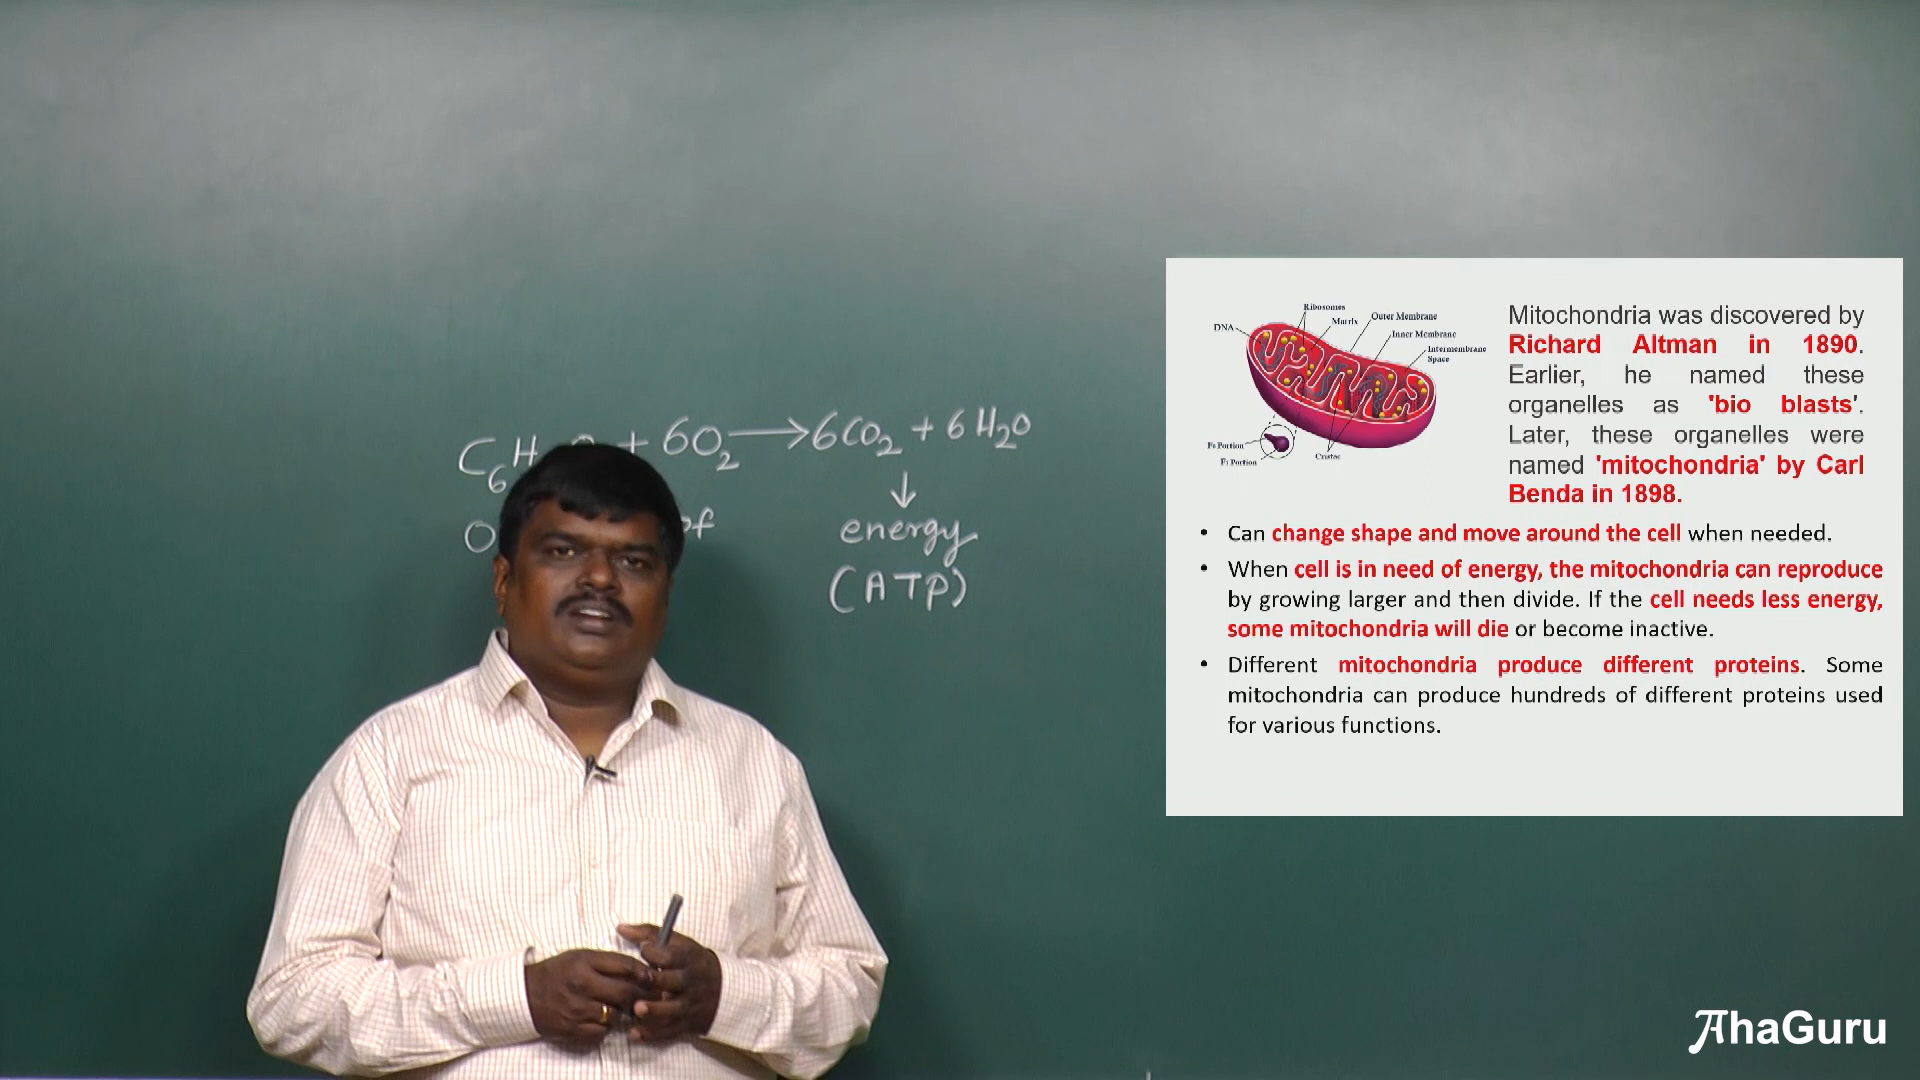 C6H + 6O2 → 6CO2 + 6H2O
↓
O of energy
(ATP)
Ribosomes
Matrix
Outer Membrane
DNA
Inner Membrane
Intermembrane
Space
F0 Portion
F1 Portion
Cristae
Mitochondria was discovered by
Richard Altman in 1890.
Earlier, he named these
organelles as 'bio blasts'.
Later, these organelles were
named 'mitochondria' by Carl
Benda in 1898.
• Can change shape and move around the cell when needed.
• When cell is in need of energy, the mitochondria can reproduce
by growing larger and then divide. If the cell needs less energy,
some mitochondria will die or become inactive.
• Different mitochondria produce different proteins. Some
mitochondria can produce hundreds of different proteins used
for various functions.
AhaGuru